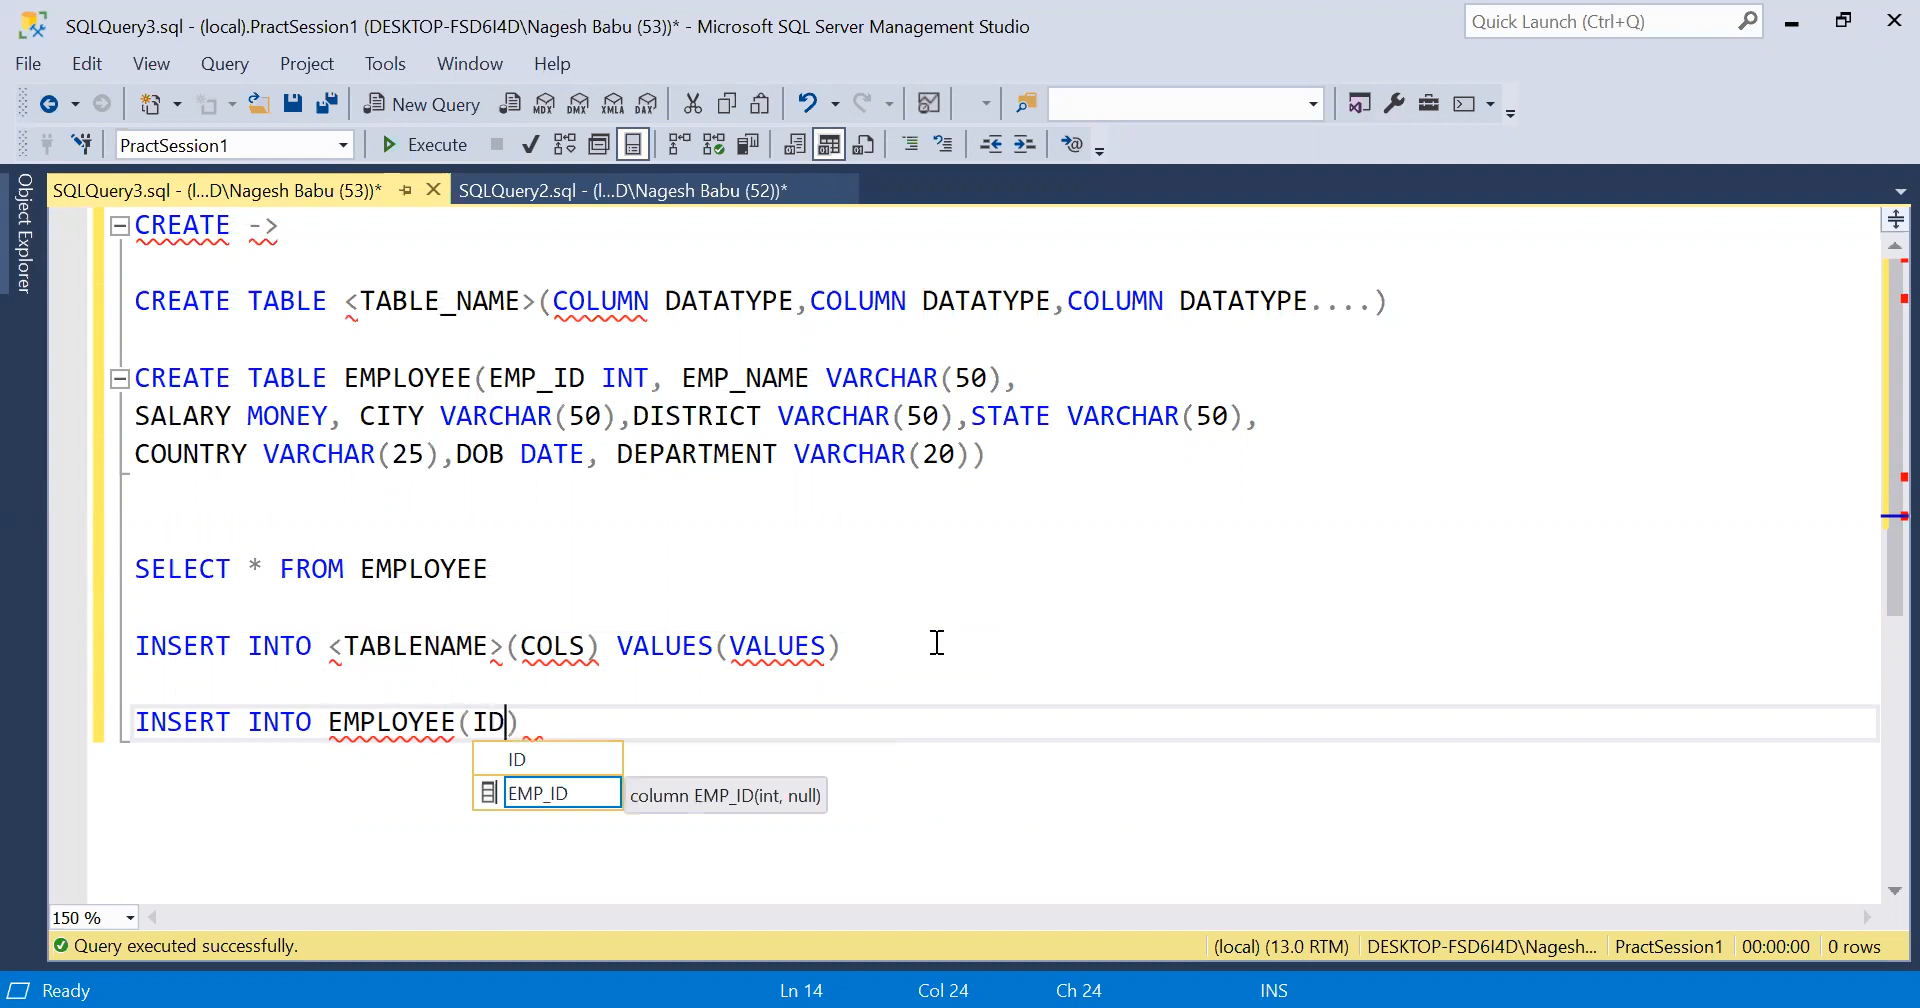 SQLQuery3.sql - (local).PractSession1 (DESKTOP-FSD6I4D\Nagesh Babu (53))* - Microsoft SQL Server Management Studio
Quick Launch (Ctrl+Q)
File Edit View Query Project Tools Window Help
New Query MDX DMX XMLA DAX
PractSession1 Execute
Object Explorer
SQLQuery3.sql - (l...D\Nagesh Babu (53))* SQLQuery2.sql - (l...D\Nagesh Babu (52))*
CREATE ->
CREATE TABLE <TABLE_NAME>(COLUMN DATATYPE,COLUMN DATATYPE,COLUMN DATATYPE....)
CREATE TABLE EMPLOYEE(EMP_ID INT, EMP_NAME VARCHAR(50),
SALARY MONEY, CITY VARCHAR(50),DISTRICT VARCHAR(50),STATE VARCHAR(50),
COUNTRY VARCHAR(25),DOB DATE, DEPARTMENT VARCHAR(20))
SELECT * FROM EMPLOYEE
INSERT INTO <TABLENAME>(COLS) VALUES(VALUES)
INSERT INTO EMPLOYEE(ID)
ID
EMP_ID column EMP_ID(int, null)
150 %
Query executed successfully. (local) (13.0 RTM) DESKTOP-FSD6I4D\Nagesh... PractSession1 00:00:00 0 rows
Ready Ln 14 Col 24 Ch 24 INS